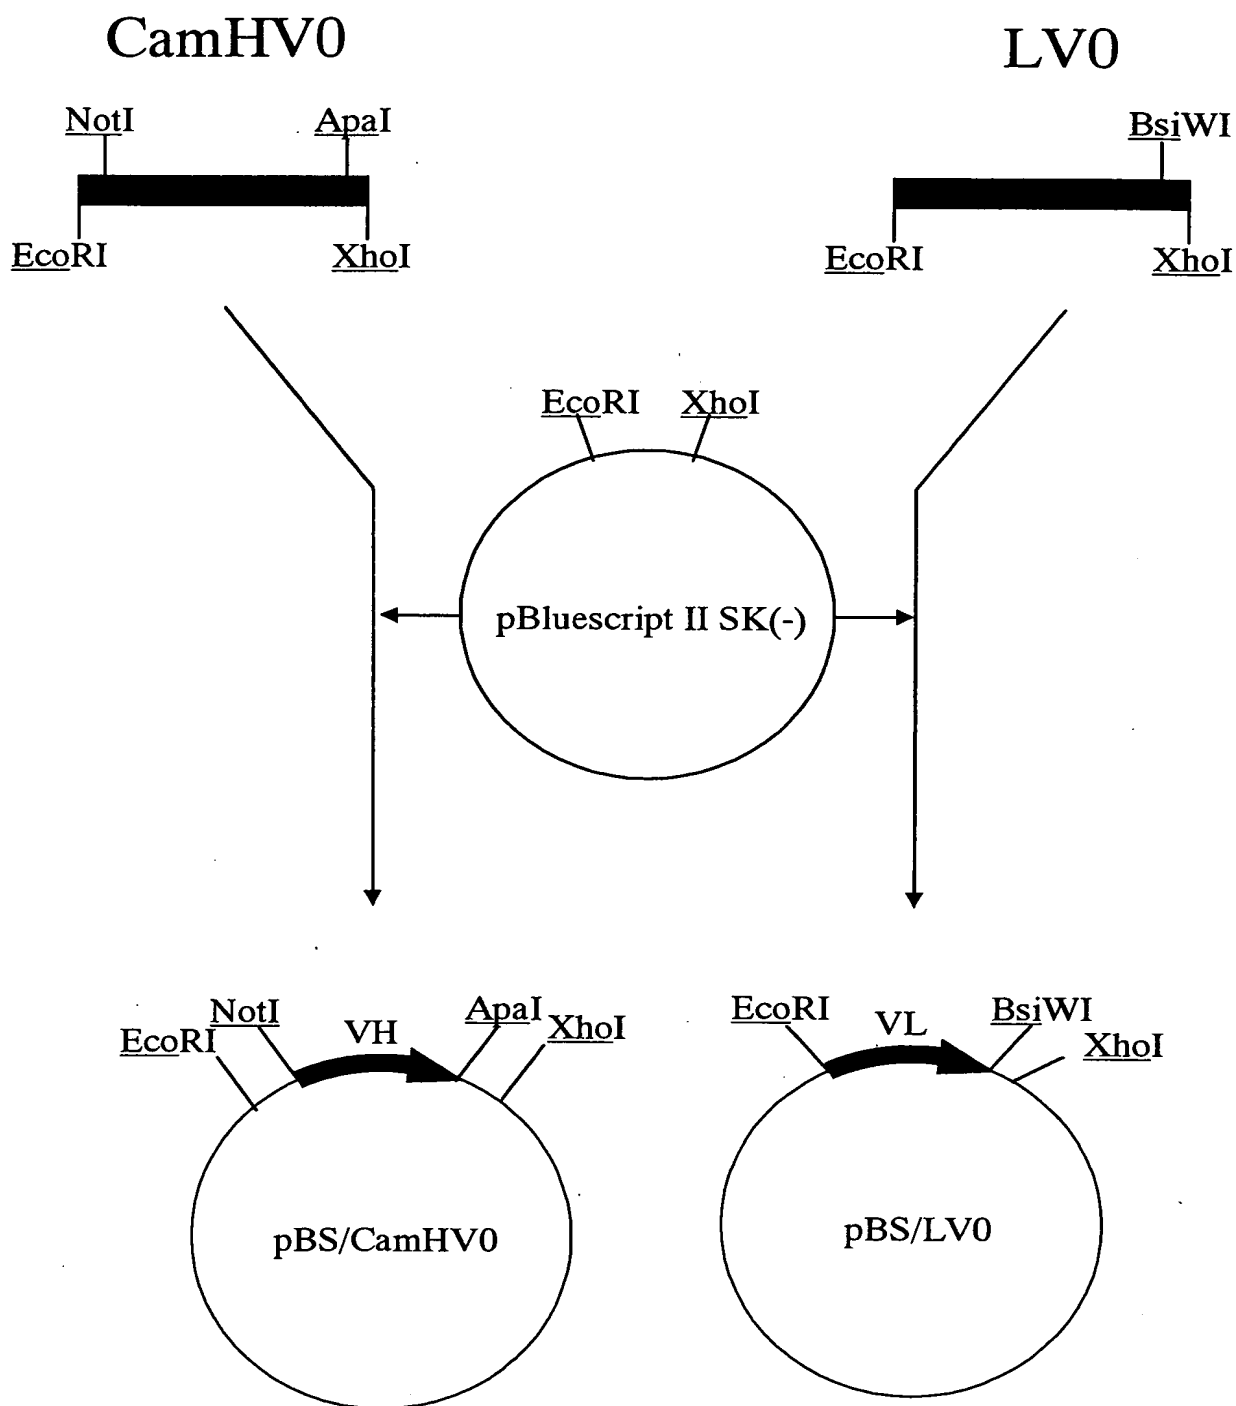 CamHV0
LV0
NotI
ApaI
BsiWI
EcoRI
XhoI
EcoRI
XhoI
EcoRI
XhoI
pBluescript II SK(-)
EcoRI
NotI
VH
ApaI
XhoI
EcoRI
VL
BsiWI
XhoI
pBS/CamHV0
pBS/LV0